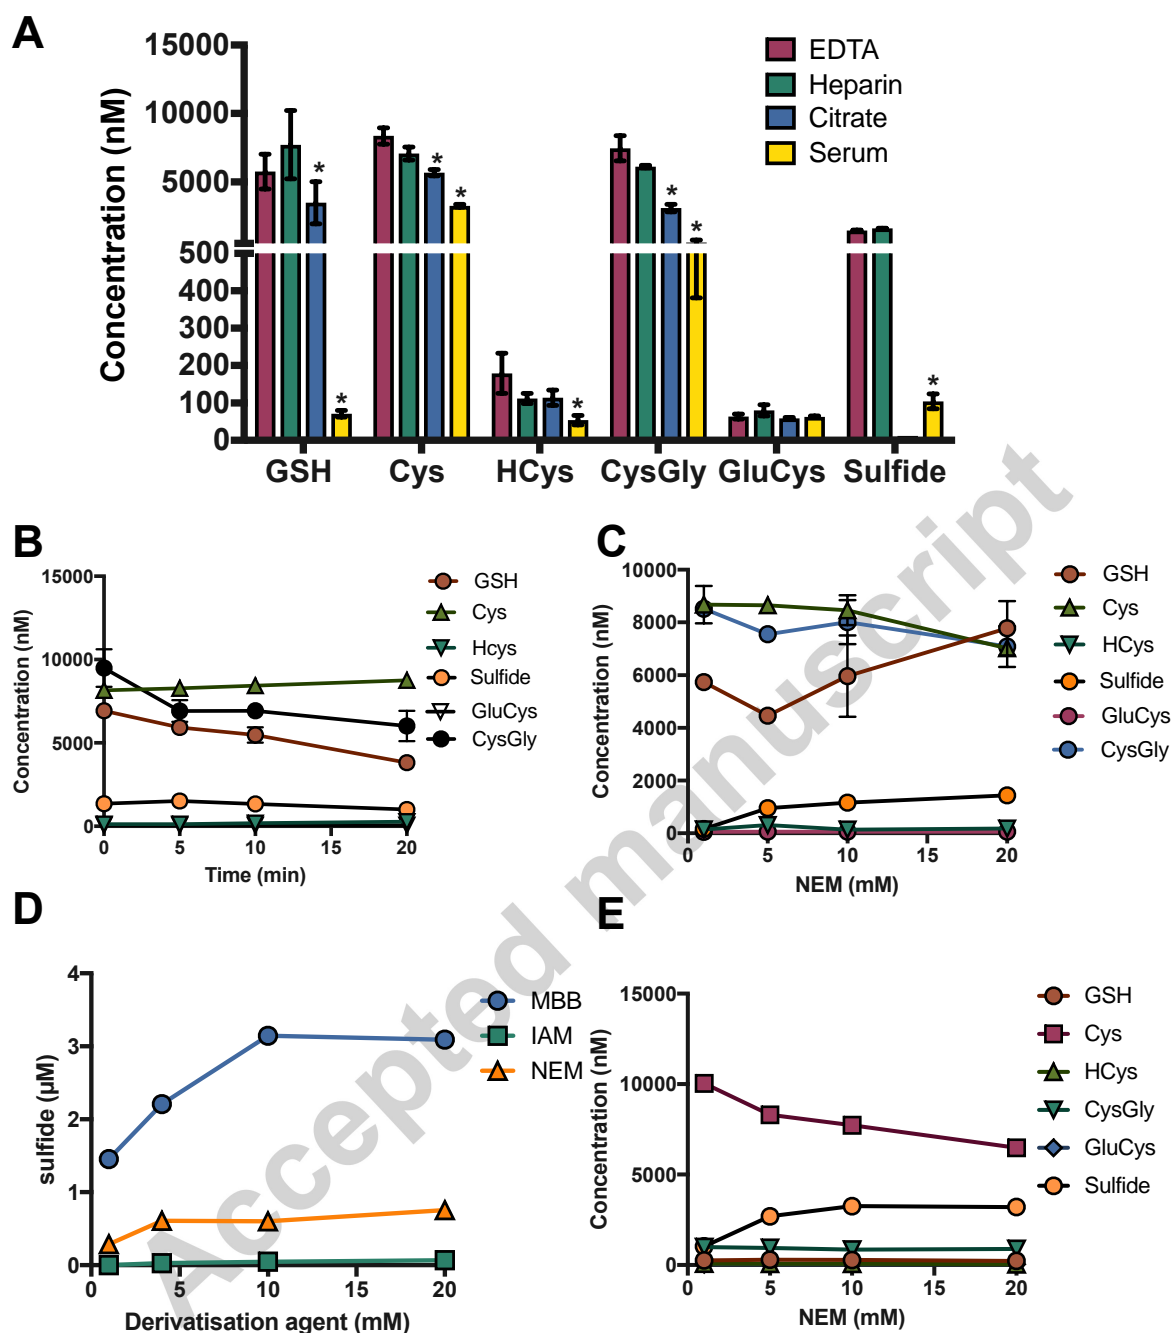 A
15000
10000
5000
500
400
300
200
100
0
Concentration (nM)
EDTA
Heparin
Citrate
Serum
*
*
*
*
*
*
*
*
GSH
Cys
HCys
CysGly
GluCys
Sulfide
B
15000
10000
5000
0
Concentration (nM)
0
5
10
15
20
Time (min)
GSH
Cys
Hcys
Sulfide
GluCys
CysGly
C
10000
8000
6000
4000
2000
0
Concentration (nM)
0
5
10
15
20
NEM (mM)
GSH
Cys
HCys
Sulfide
GluCys
CysGly
D
4
3
2
1
0
sulfide (µM)
0
5
10
15
20
Derivatisation agent (mM)
MBB
IAM
NEM
E
15000
10000
5000
0
Concentration (nM)
0
5
10
15
20
NEM (mM)
GSH
Cys
HCys
CysGly
GluCys
Sulfide
Accepted manuscript